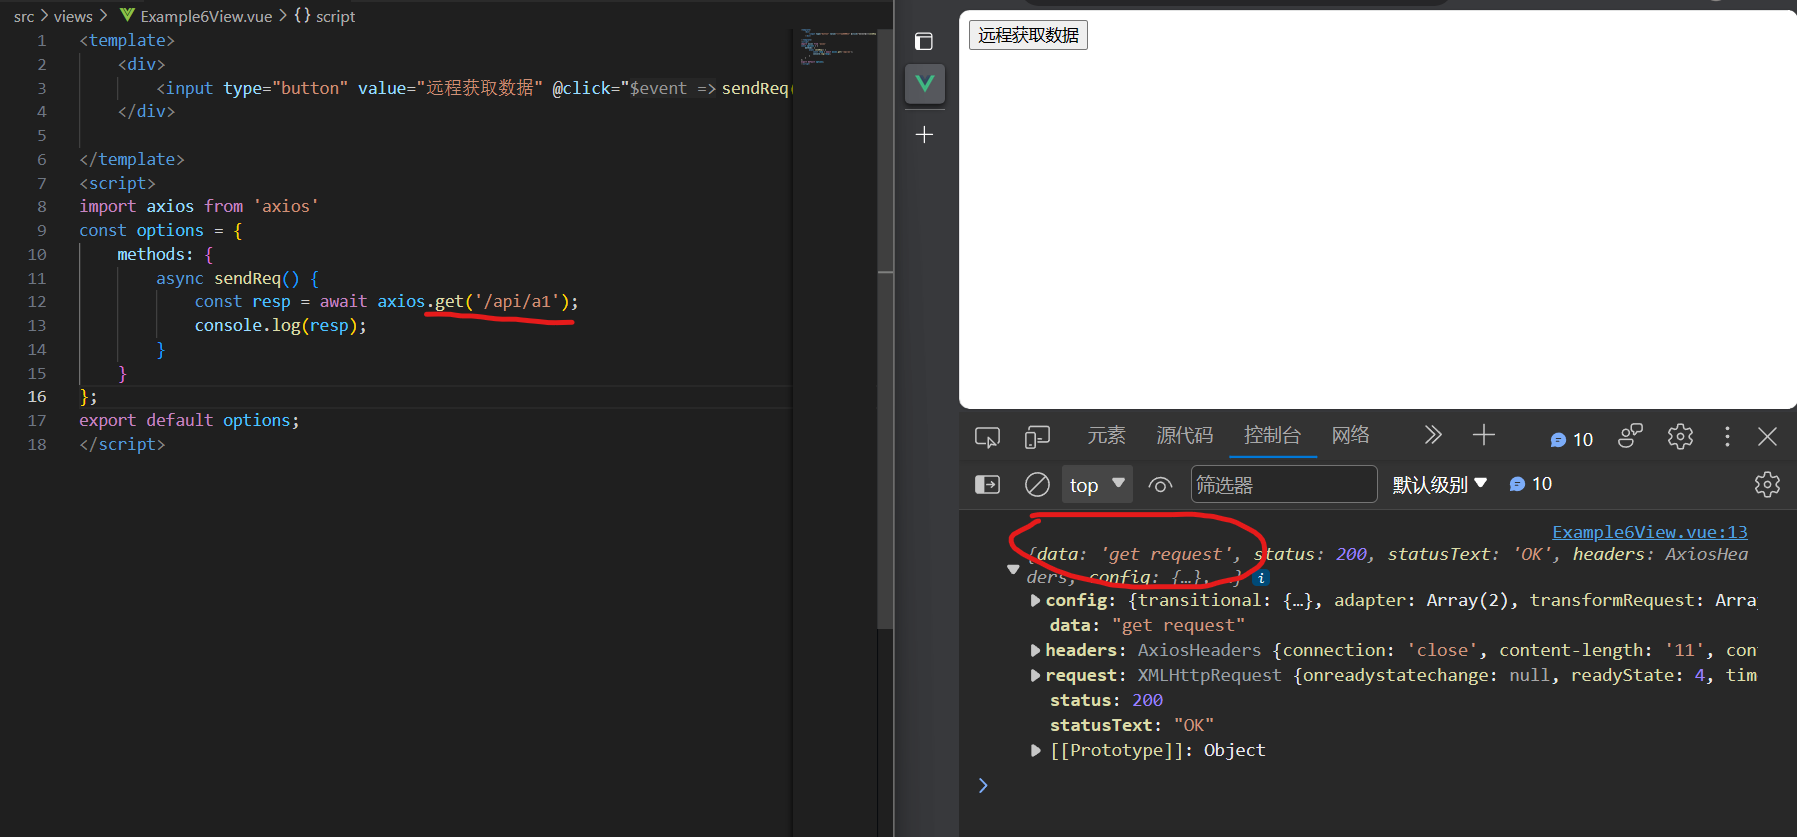 src > views > Example6View.vue > {} script
1 <template>
2 <div>
3 <input type="button" value="远程获取数据" @click="$event => sendReq(
4 </div>
5
6 </template>
7 <script>
8 import axios from 'axios'
9 const options = {
10 methods: {
11 async sendReq() {
12 const resp = await axios.get('/api/a1');
13 console.log(resp);
14 }
15 }
16 };
17 export default options;
18 </script>
远程获取数据
元素 源代码 控制台 网络 10
top 筛选器 默认级别 10
Example6View.vue:13
{data: 'get request', status: 200, statusText: 'OK', headers: AxiosHea
ders, config: {…}, …} i
config: {transitional: {…}, adapter: Array(2), transformRequest: Arra
data: "get request"
headers: AxiosHeaders {connection: 'close', content-length: '11', con
request: XMLHttpRequest {onreadystatechange: null, readyState: 4, tim
status: 200
statusText: "OK"
[[Prototype]]: Object